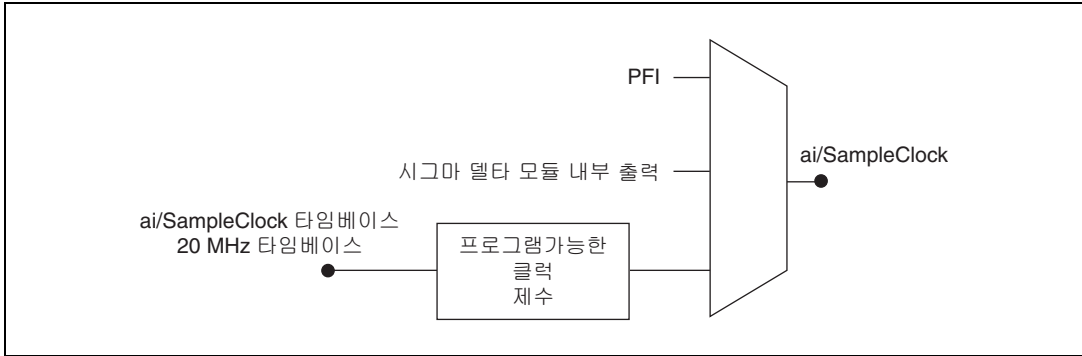 PFI
시그마 델타 모듈 내부 출력
ai/SampleClock
ai/SampleClock 타임베이스
20 MHz 타임베이스
프로그램가능한
클럭
제수